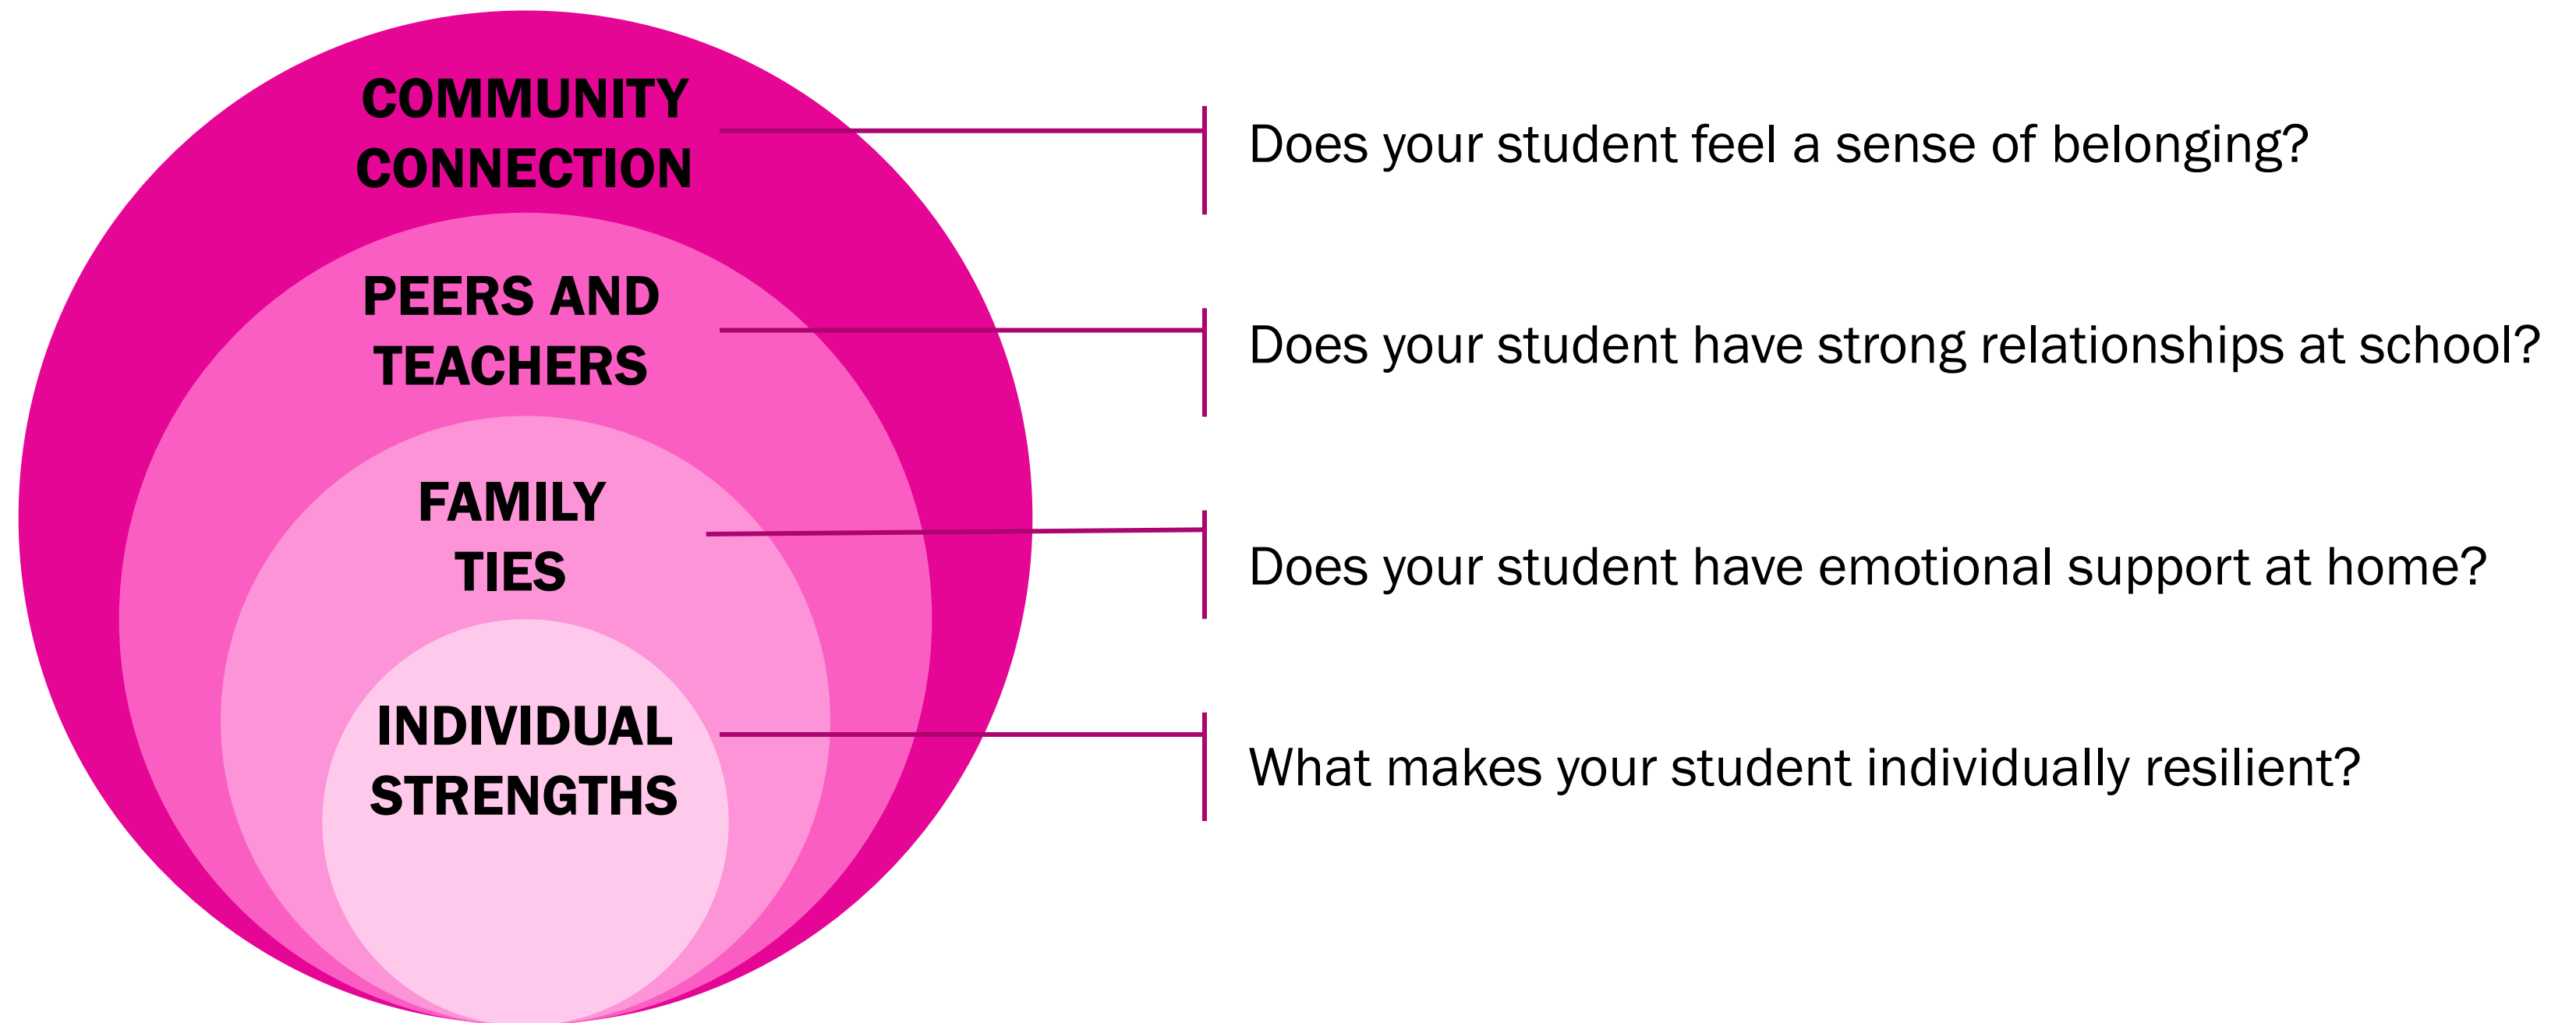 COMMUNITY
CONNECTION
Does your student feel a sense of belonging?
PEERS AND
TEACHERS
Does your student have strong relationships at school?
FAMILY
TIES
Does your student have emotional support at home?
INDIVIDUAL
STRENGTHS
What makes your student individually resilient?